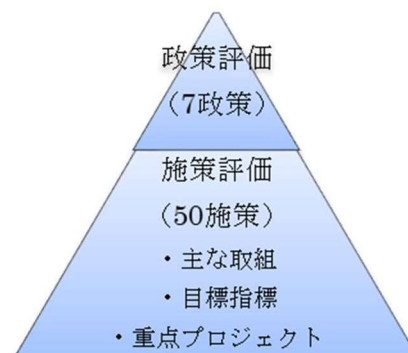 政策評価
（7政策）
施策評価
（50施策）
・主な取組
・目標指標
・重点プロジェクト